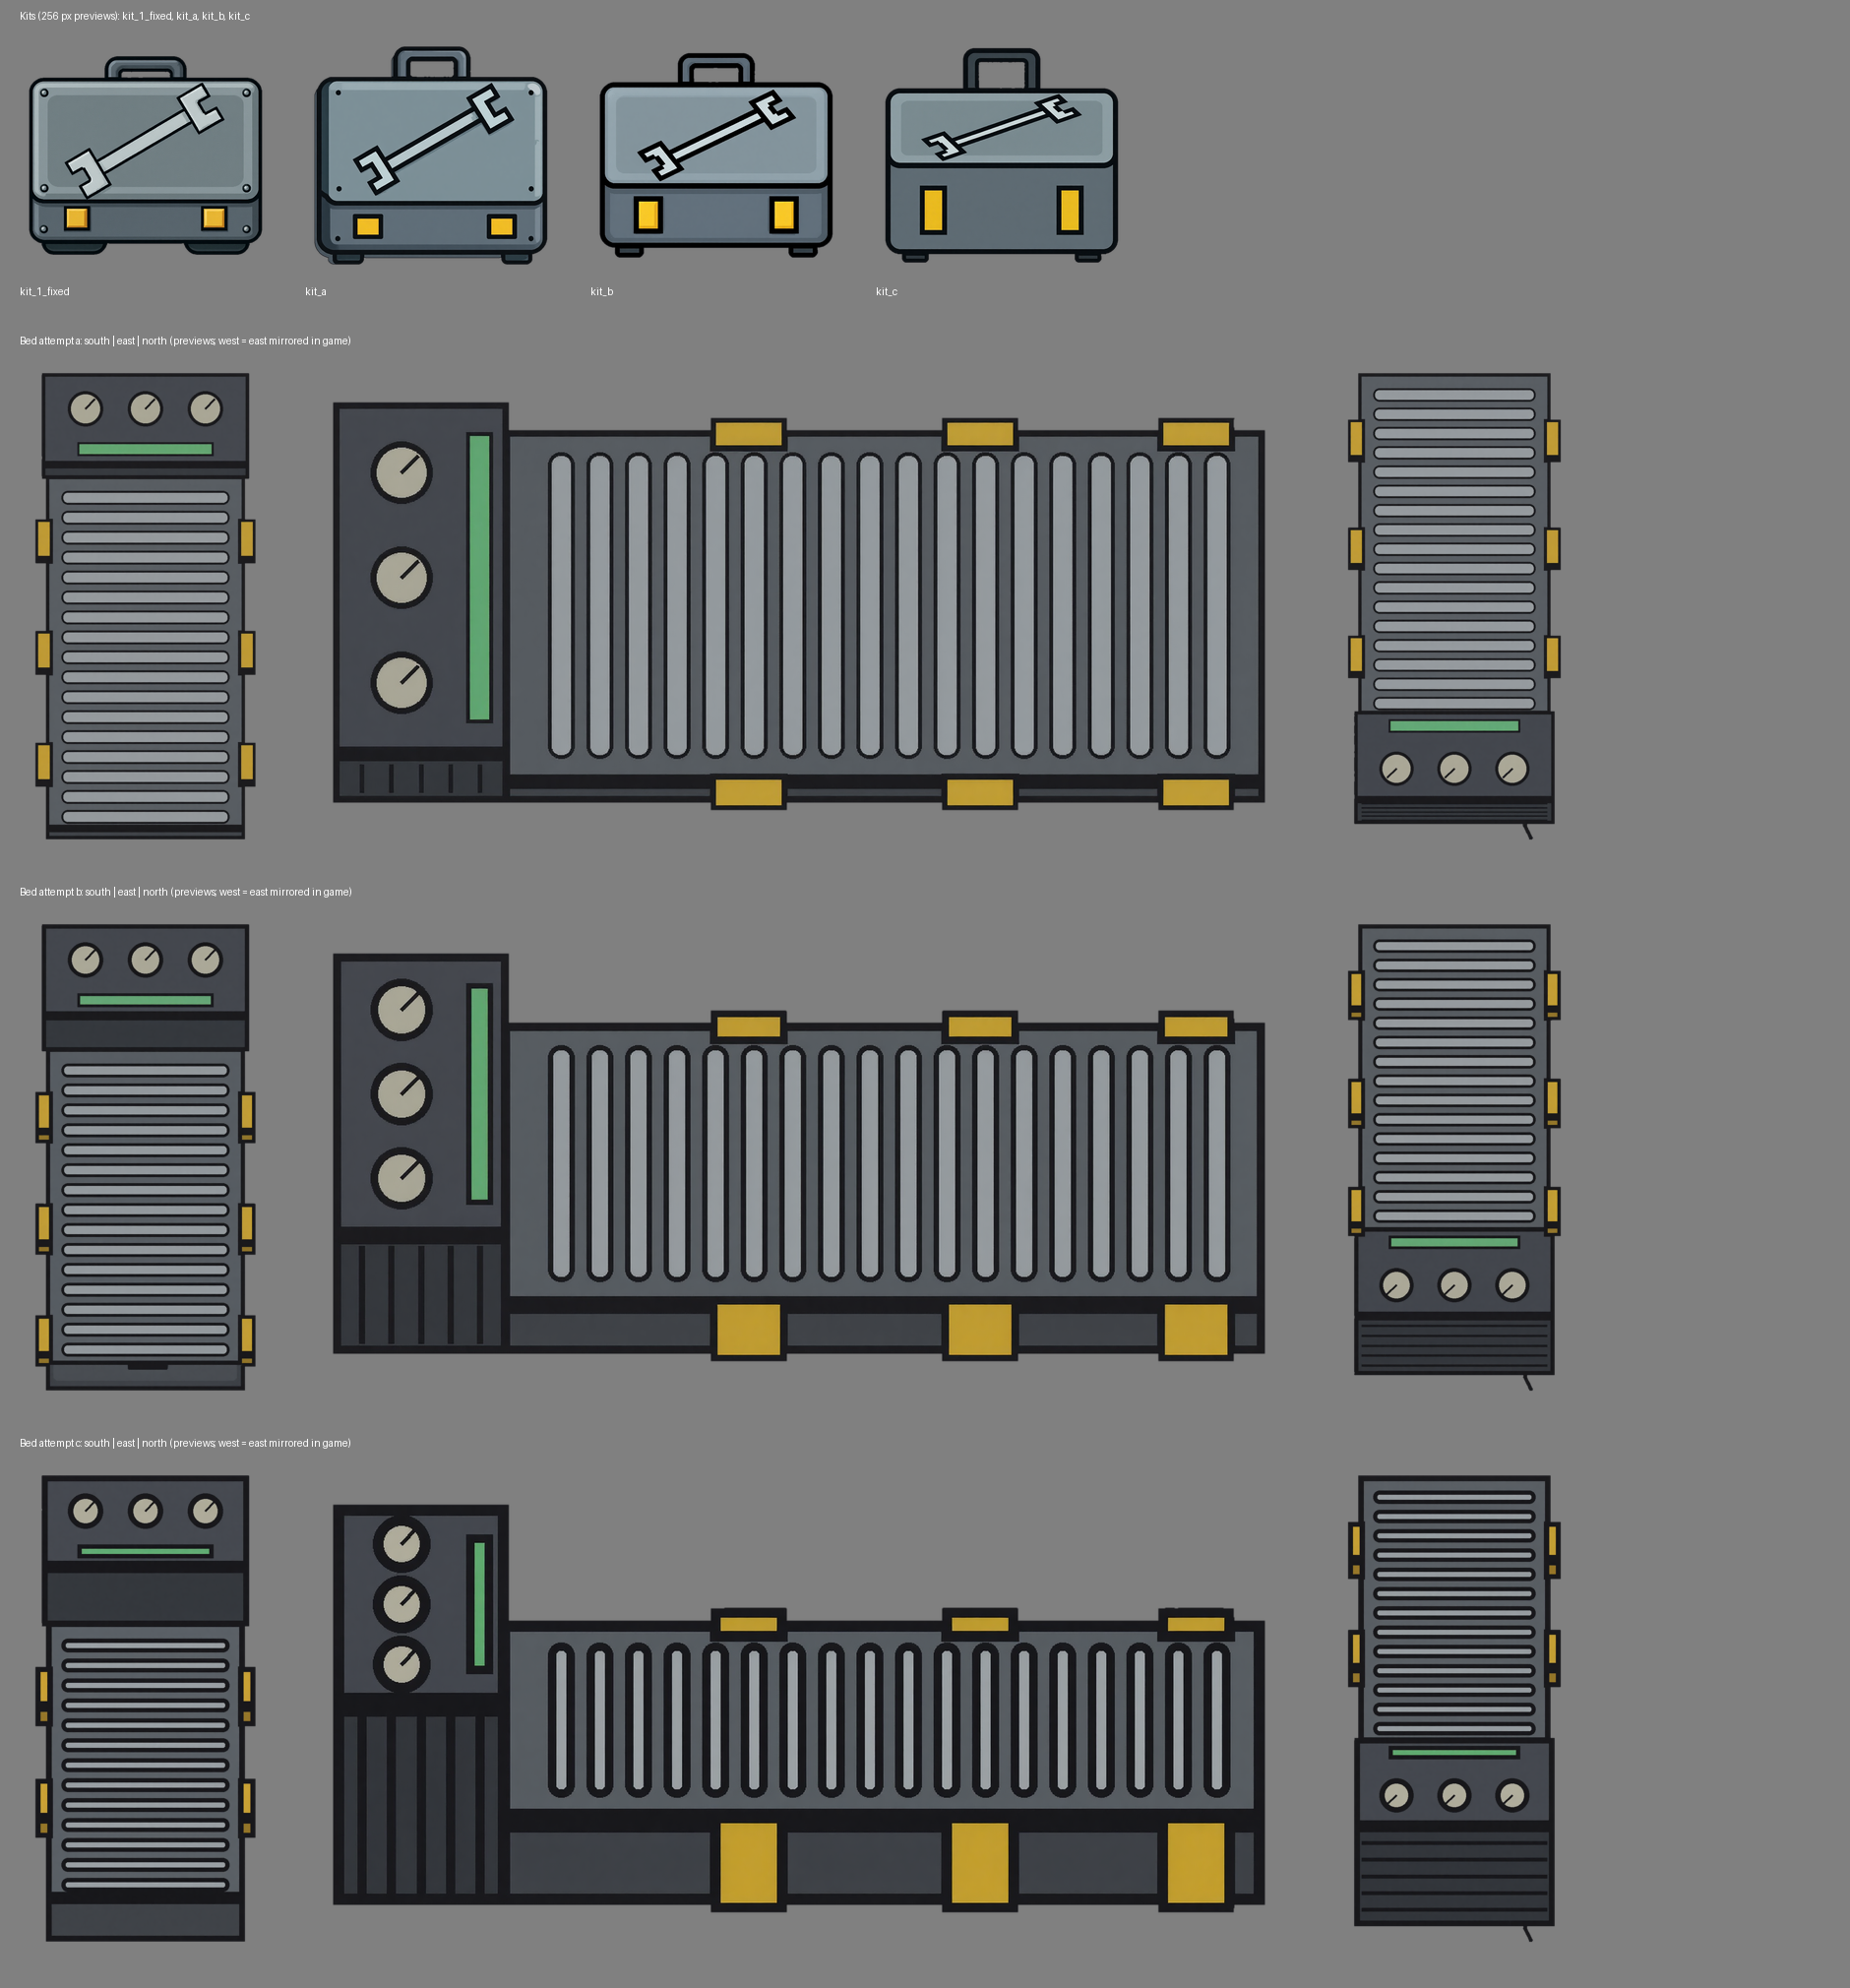 Kits (256 px previews): kit_1_fixed, kit_a, kit_b, kit_c
kit_1_fixed kit_a kit_b kit_c
Bed attempt a: south | east | north (previews; west = east mirrored in game)
Bed attempt b: south | east | north (previews; west = east mirrored in game)
Bed attempt c: south | east | north (previews; west = east mirrored in game)